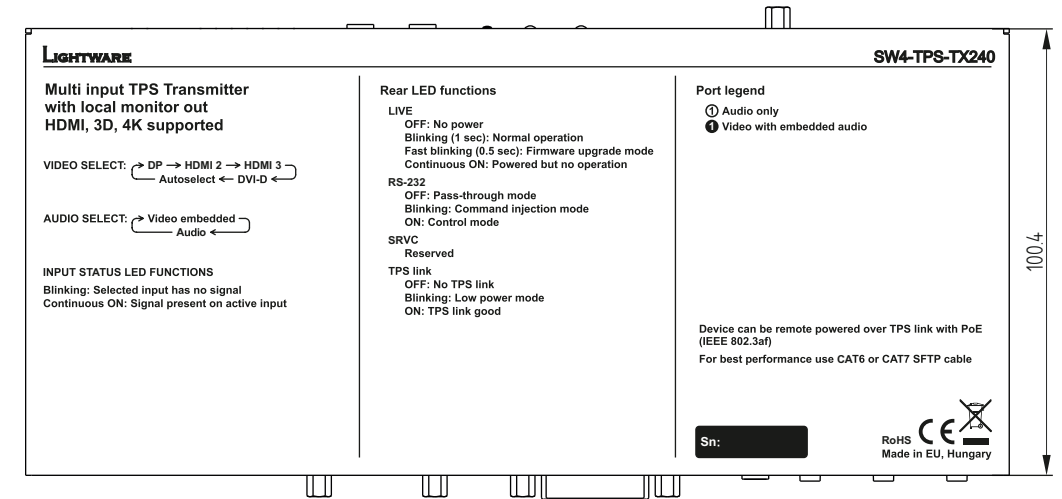 LIGHTWARE
SW4-TPS-TX240
Multi input TPS Transmitter
with local monitor out
HDMI, 3D, 4K supported
VIDEO SELECT: DP → HDMI 2 → HDMI 3
Autoselect ← DVI-D
AUDIO SELECT: Video embedded
Audio
INPUT STATUS LED FUNCTIONS
Blinking: Selected input has no signal
Continuous ON: Signal present on active input
Rear LED functions
LIVE
OFF: No power
Blinking (1 sec): Normal operation
Fast blinking (0.5 sec): Firmware upgrade mode
Continuous ON: Powered but no operation
RS-232
OFF: Pass-through mode
Blinking: Command injection mode
ON: Control mode
SRVC
Reserved
TPS link
OFF: No TPS link
Blinking: Low power mode
ON: TPS link good
Port legend
① Audio only
❶ Video with embedded audio
Device can be remote powered over TPS link with PoE
(IEEE 802.3af)
For best performance use CAT6 or CAT7 SFTP cable
Sn:
RoHS CE
Made in EU, Hungary
100.4